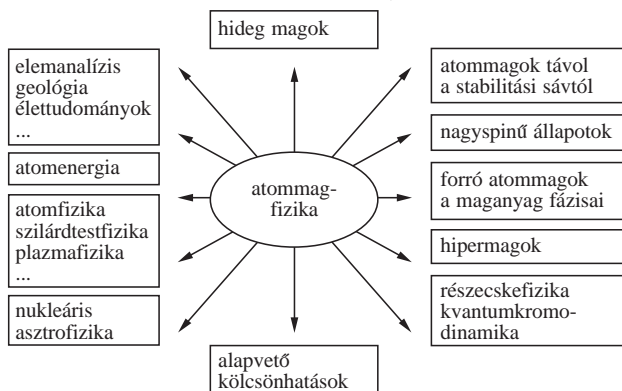 hideg magok
elemanalízis
geológia
élettudományok
...
atomenergia
atomfizika
szilárdtestfizika
plazmafizika
...
nukleáris
asztrofizika
atommag-
fizika
atommagok távol
a stabilitási sávtól
nagyspinű állapotok
forró atommagok
a maganyag fázisai
hipermagok
részecskefizika
kvantumkromo-
dinamika
alapvető
kölcsönhatások